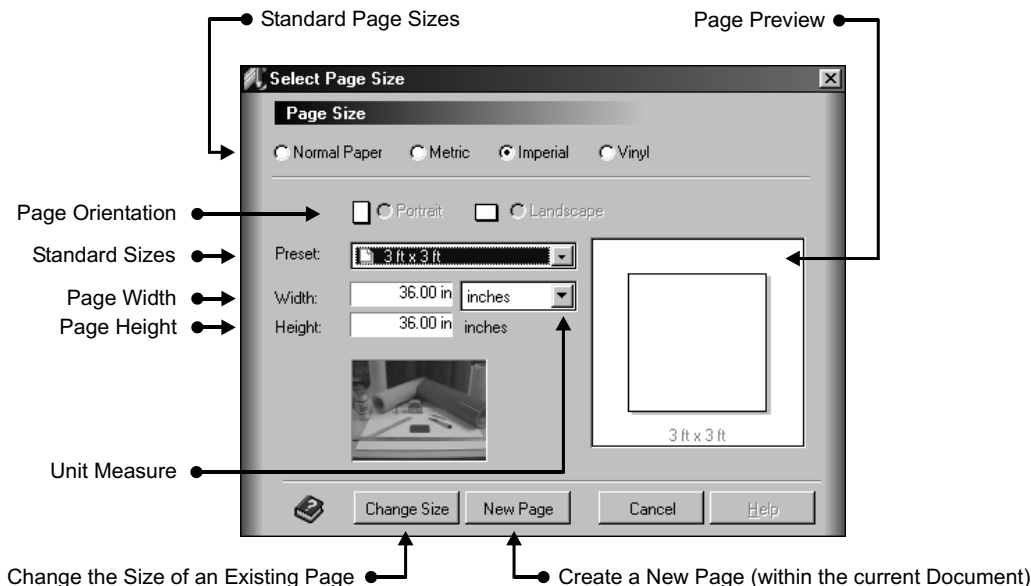 Standard Page Sizes
Page Preview
Select Page Size
Page Size
Normal Paper Metric Imperial Vinyl
Page Orientation
Portrait Landscape
Standard Sizes
Preset: 3 ft x 3 ft
Page Width
Width: 36.00 in inches
Page Height
Height: 36.00 in inches
3 ft x 3 ft
Unit Measure
Change Size New Page Cancel Help
Change the Size of an Existing Page
Create a New Page (within the current Document)